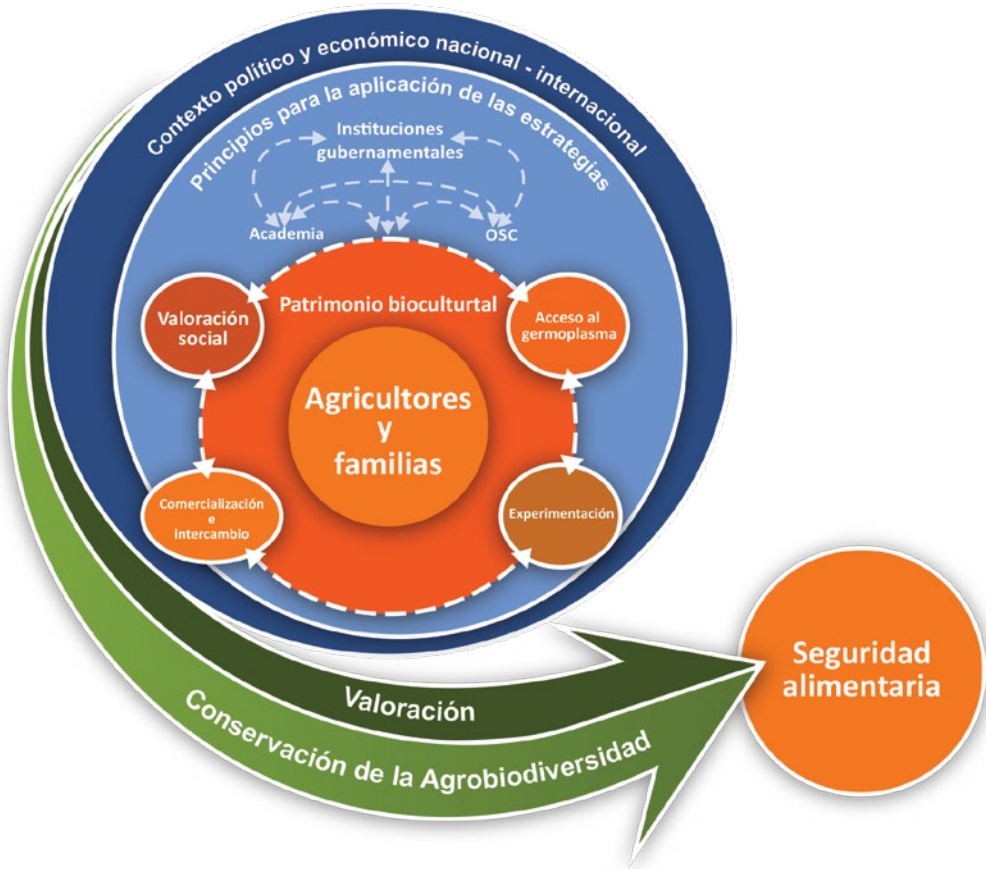 Contexto político y económico nacional - internacional
Principios para la aplicación de las estrategias
Instituciones
gubernamentales
Academia
OSC
Patrimonio bioculturtal
Valoración
social
Acceso al
germoplasma
Agricultores
y
familias
Comercialización
e
intercambio
Experimentación
Valoración
Conservación de la Agrobiodiversidad
Seguridad
alimentaria